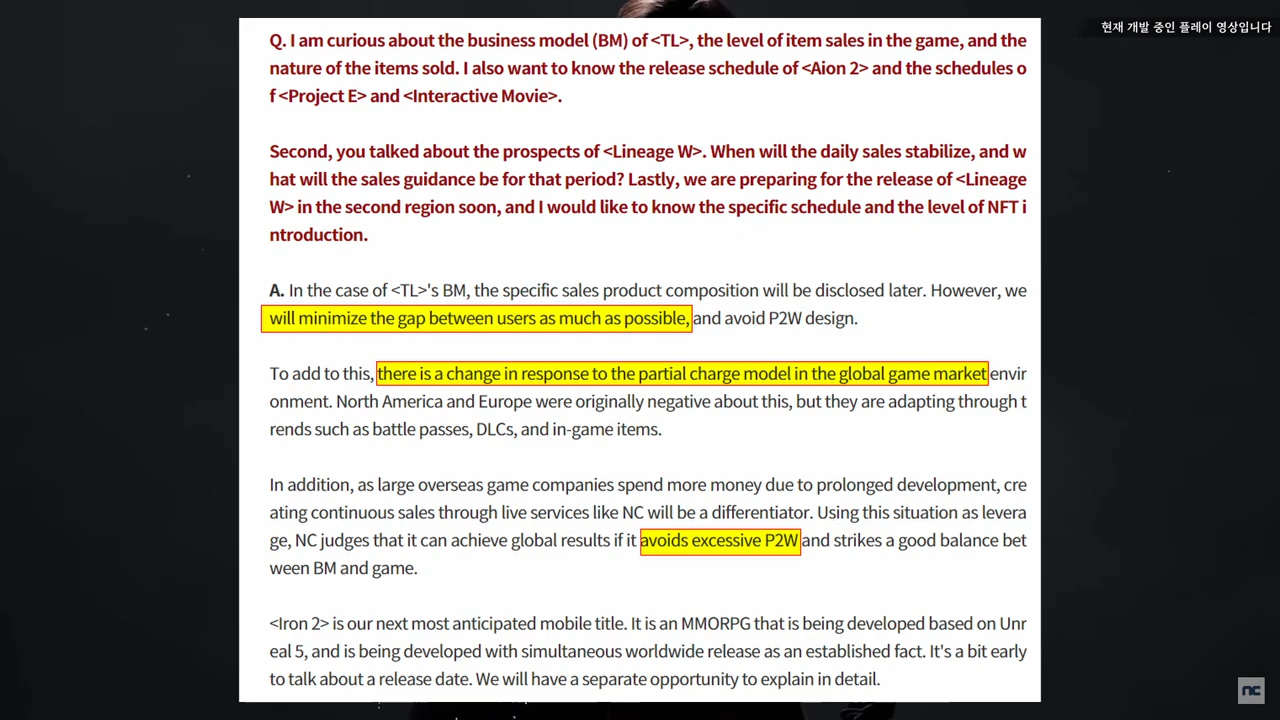 현재 개발 중인 플레이 영상입니다
Q. I am curious about the business model (BM) of <TL>, the level of item sales in the game, and the
nature of the items sold. I also want to know the release schedule of <Aion 2> and the schedules o
f <Project E> and <Interactive Movie>.
Second, you talked about the prospects of <Lineage W>. When will the daily sales stabilize, and w
hat will the sales guidance be for that period? Lastly, we are preparing for the release of <Lineage
W> in the second region soon, and I would like to know the specific schedule and the level of NFT i
ntroduction.
A. In the case of <TL>'s BM, the specific sales product composition will be disclosed later. However, we
will minimize the gap between users as much as possible, and avoid P2W design.
To add to this, there is a change in response to the partial charge model in the global game market envir
onment. North America and Europe were originally negative about this, but they are adapting through t
rends such as battle passes, DLCs, and in-game items.
In addition, as large overseas game companies spend more money due to prolonged development, cre
ating continuous sales through live services like NC will be a differentiator. Using this situation as levera
ge, NC judges that it can achieve global results if it avoids excessive P2W and strikes a good balance bet
ween BM and game.
<Iron 2> is our next most anticipated mobile title. It is an MMORPG that is being developed based on Unr
eal 5, and is being developed with simultaneous worldwide release as an established fact. It's a bit early
to talk about a release date. We will have a separate opportunity to explain in detail.
nc